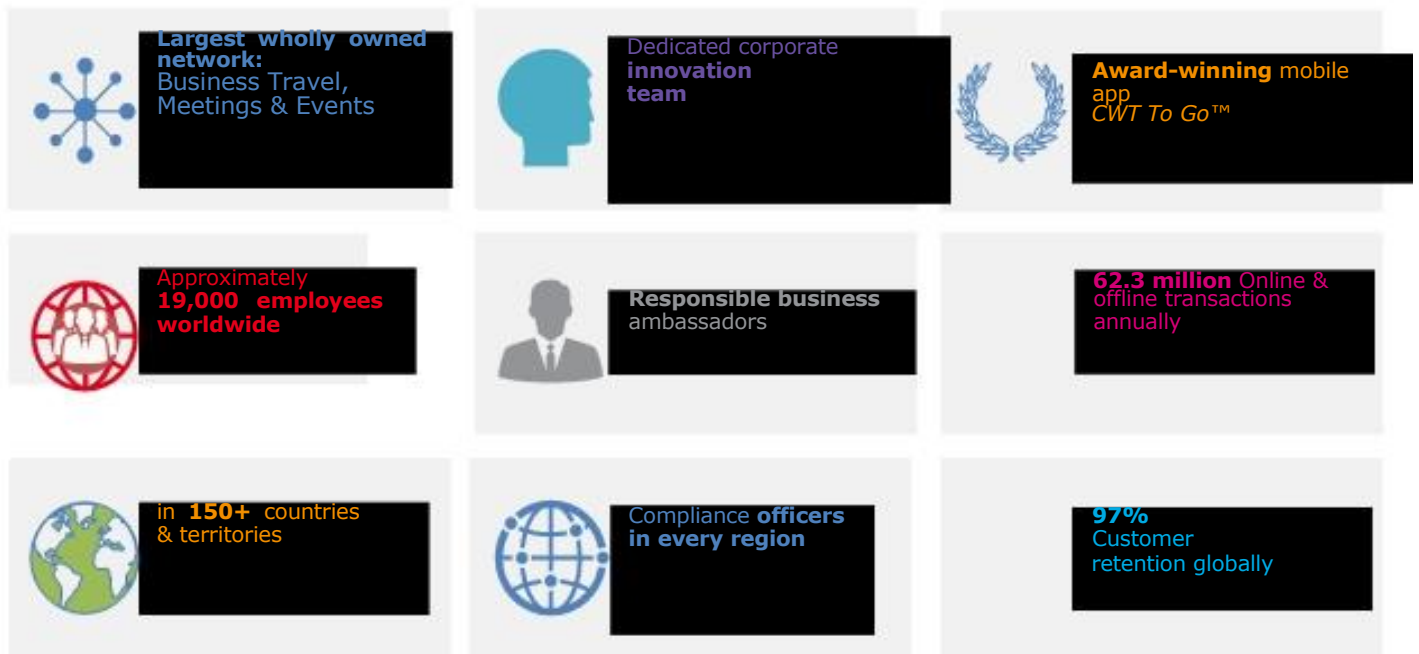 Largest wholly owned
network:
Business Travel,
Meetings & Events
Dedicated corporate
innovation
team
Award-winning mobile
app
CWT To Go™
Approximately
19,000 employees
worldwide
Responsible business
ambassadors
62.3 million Online &
offline transactions
annually
in 150+ countries
& territories
Compliance officers
in every region
97%
Customer
retention globally